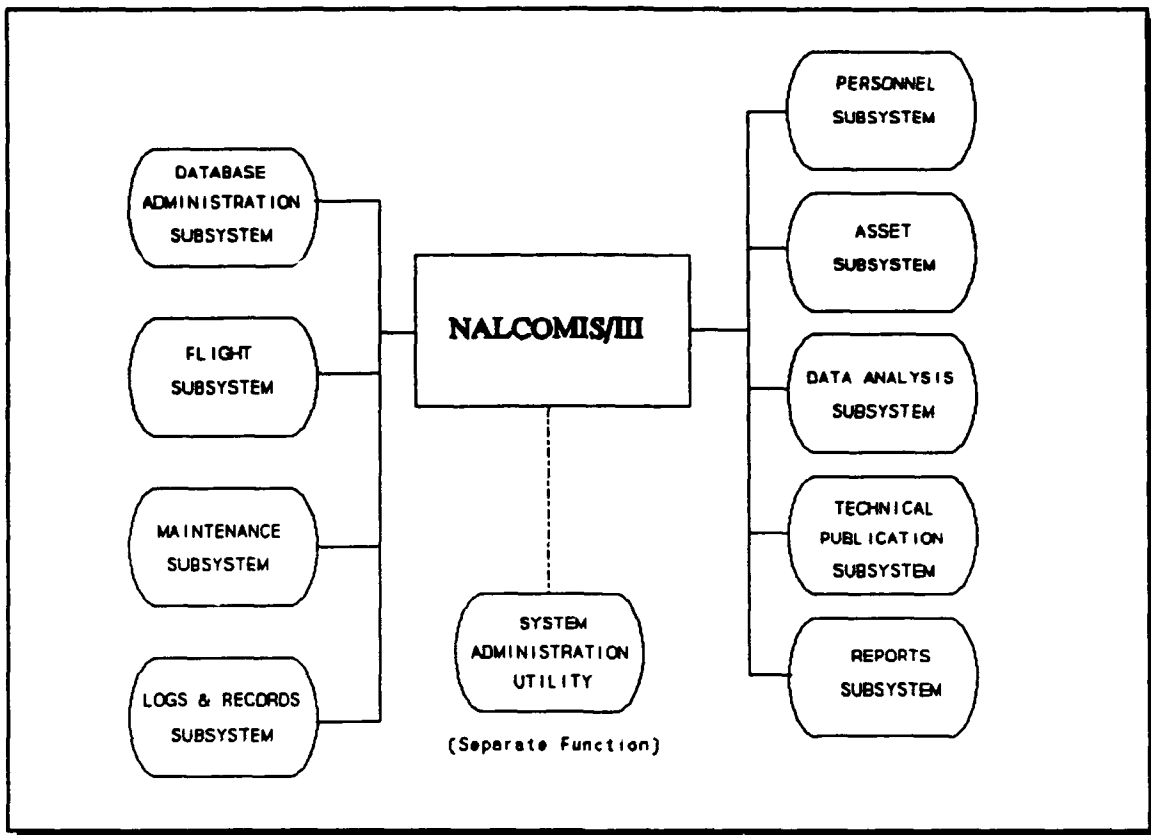 DATABASE
ADMINISTRATION
SUBSYSTEM
FLIGHT
SUBSYSTEM
MAINTENANCE
SUBSYSTEM
LOGS & RECORDS
SUBSYSTEM
NALCOMIS/III
SYSTEM
ADMINISTRATION
UTILITY
(Separate Function)
PERSONNEL
SUBSYSTEM
ASSET
SUBSYSTEM
DATA ANALYSIS
SUBSYSTEM
TECHNICAL
PUBLICATION
SUBSYSTEM
REPORTS
SUBSYSTEM